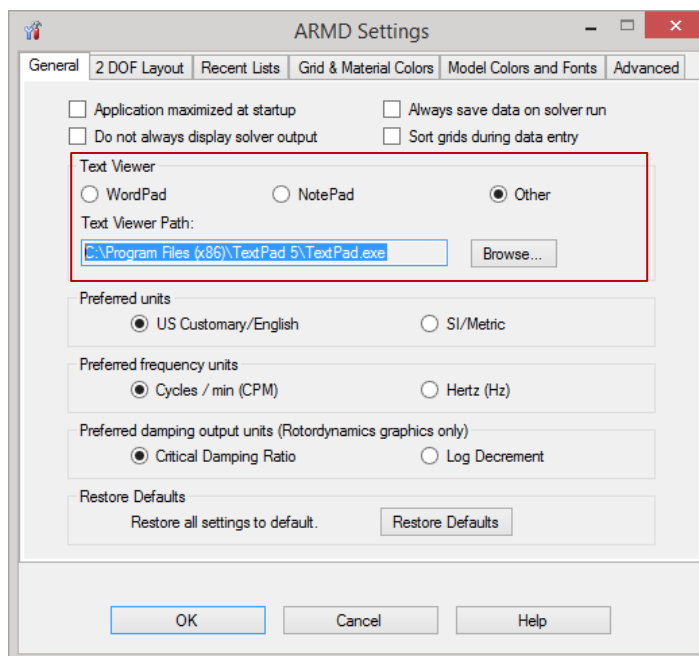 ARMD Settings
General 2 DOF Layout Recent Lists Grid & Material Colors Model Colors and Fonts Advanced
Application maximized at startup Always save data on solver run
Do not always display solver output Sort grids during data entry
Text Viewer
WordPad NotePad Other
Text Viewer Path:
C:\Program Files (x86)\TextPad 5\TextPad.exe Browse...
Preferred units
US Customary/English SI/Metric
Preferred frequency units
Cycles / min (CPM) Hertz (Hz)
Preferred damping output units (Rotordynamics graphics only)
Critical Damping Ratio Log Decrement
Restore Defaults
Restore all settings to default. Restore Defaults
OK Cancel Help